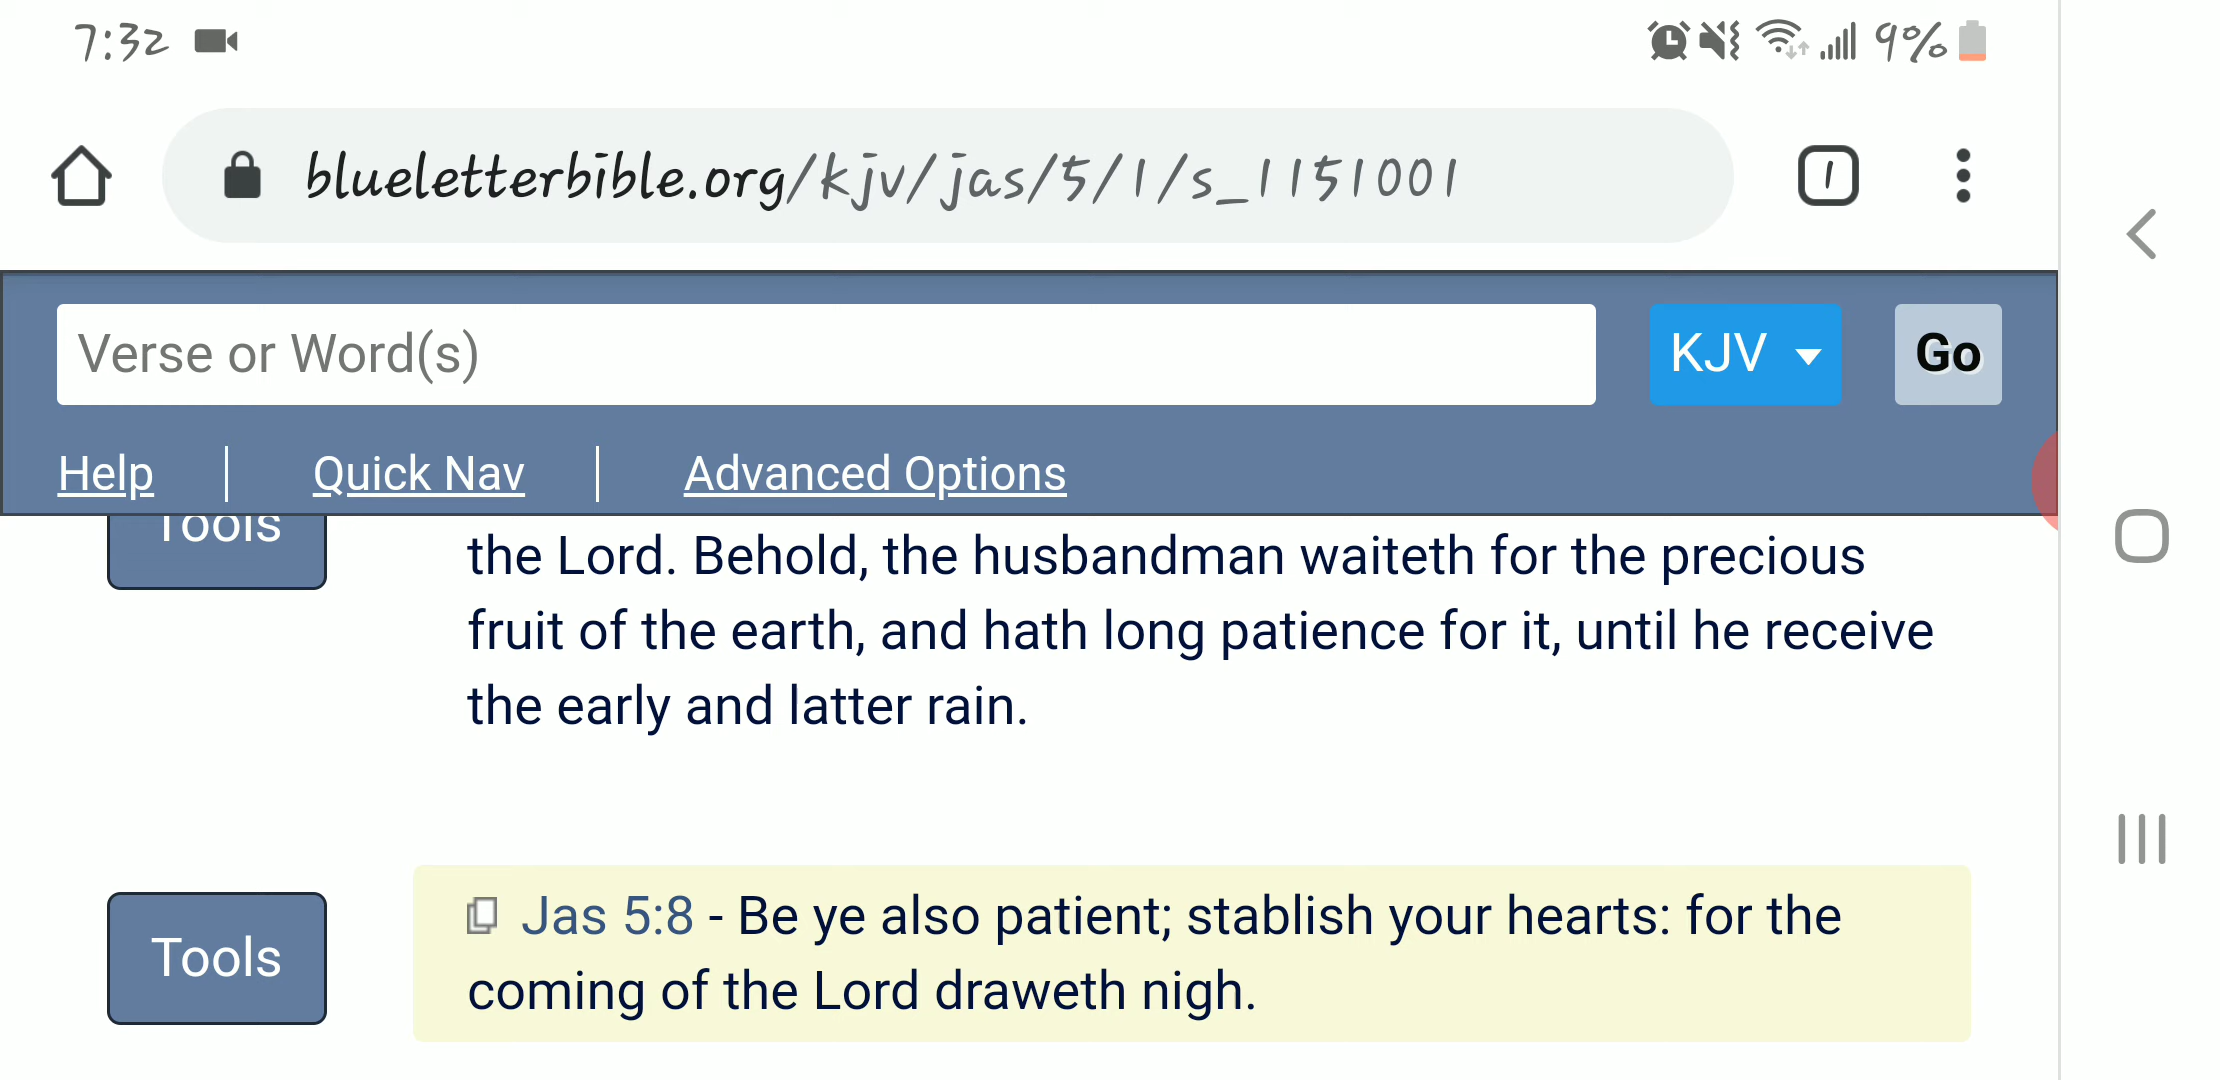 7:32
9%
blueletterbible.org/kjv/jas/5/1/s_1151001
1
Verse or Word(s)
KJV
Go
Help | Quick Nav | Advanced Options
Tools
the Lord. Behold, the husbandman waiteth for the precious
fruit of the earth, and hath long patience for it, until he receive
the early and latter rain.
Tools
Jas 5:8 - Be ye also patient; stablish your hearts: for the
coming of the Lord draweth nigh.